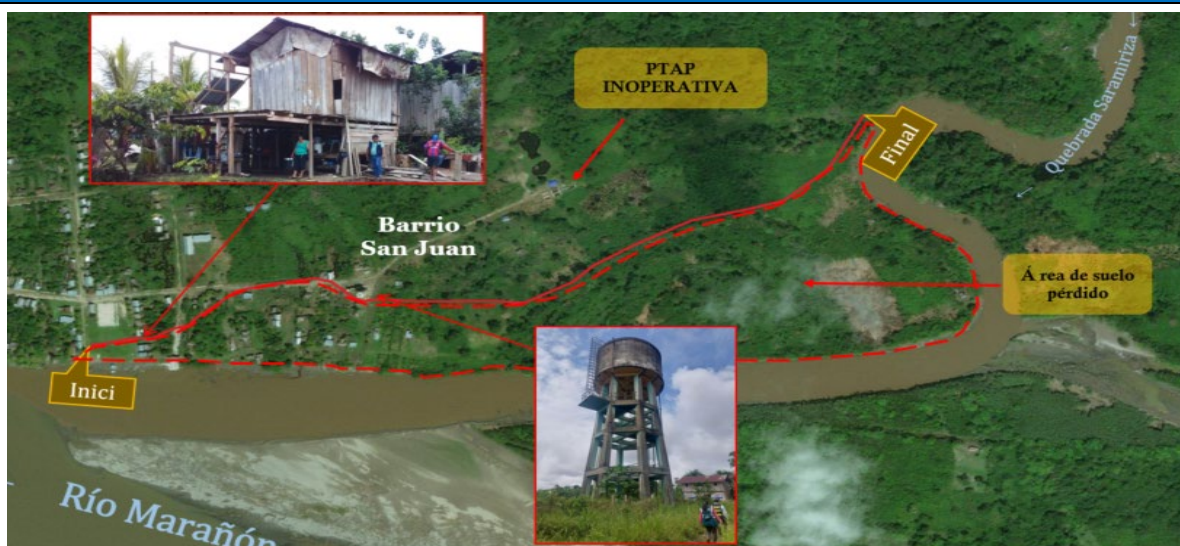 PTAP
INOPERATIVA
Quebrada Saramiriza
Final
Barrio
San Juan
Á rea de suelo
pérdido
Inici
Río Marañón